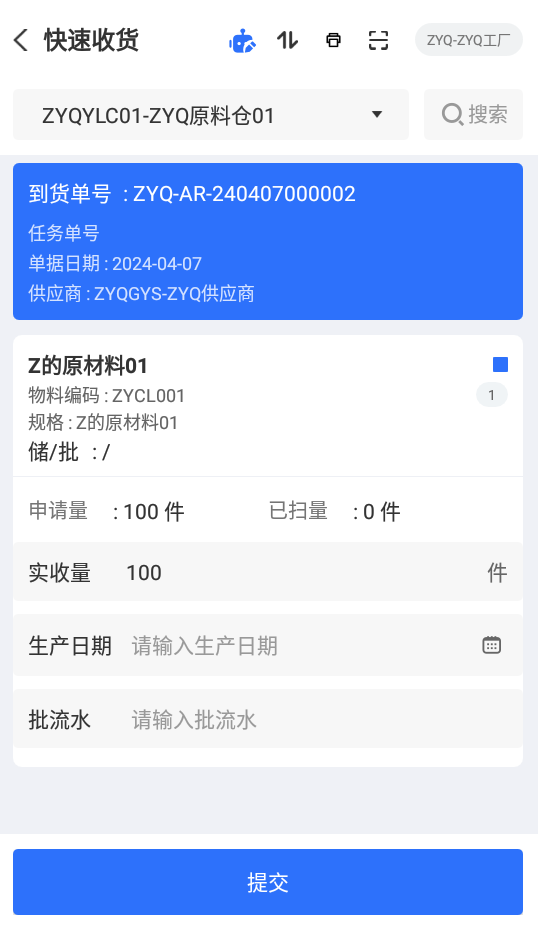 快速收货
ZYQ-ZYQ工厂
ZYQYLC01-ZYQ原料仓01
搜索
到货单号 : ZYQ-AR-240407000002
任务单号
单据日期 : 2024-04-07
供应商 : ZYQGYS-ZYQ供应商
Z的原材料01
物料编码 : ZYCL001
1
规格 : Z的原材料01
储/批 : /
申请量 : 100 件 已扫量 : 0 件
实收量 100 件
生产日期 请输入生产日期
批流水 请输入批流水
提交